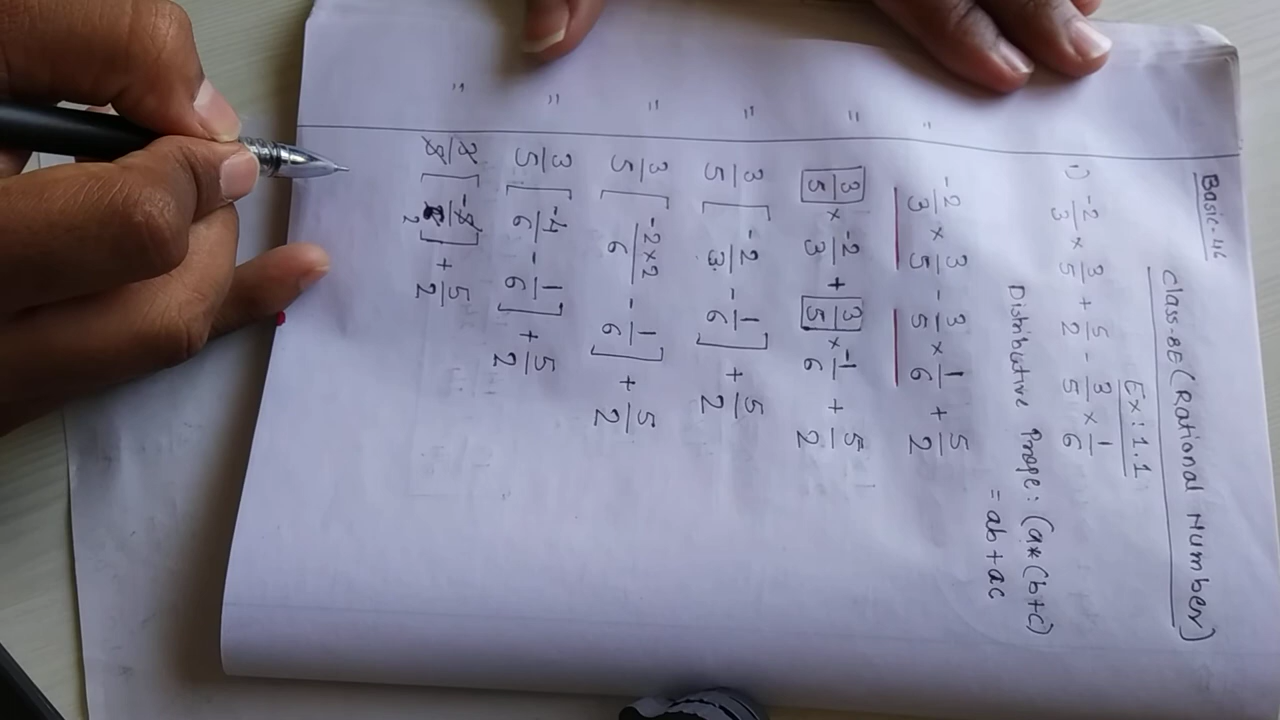 Basic-46
Class-8E (Rational Number)
Ex: 1.1
1) -2/3 × 3/5 + 5/2 - 3/5 × 1/6
Distributive Prope: (a*(b+c)
= ab+ac
= -2/3 × 3/5 - 3/5 × 1/6 + 5/2
= 3/5 × -2/3 + 3/5 × -1/6 + 5/2
= 3/5 [ -2/3 - 1/6 ] + 5/2
= 3/5 [ -2×2/6 - 1/6 ] + 5/2
= 3/5 [ -4/6 - 1/6 ] + 5/2
= 3/5 [ -5/6 2 ] + 5/2